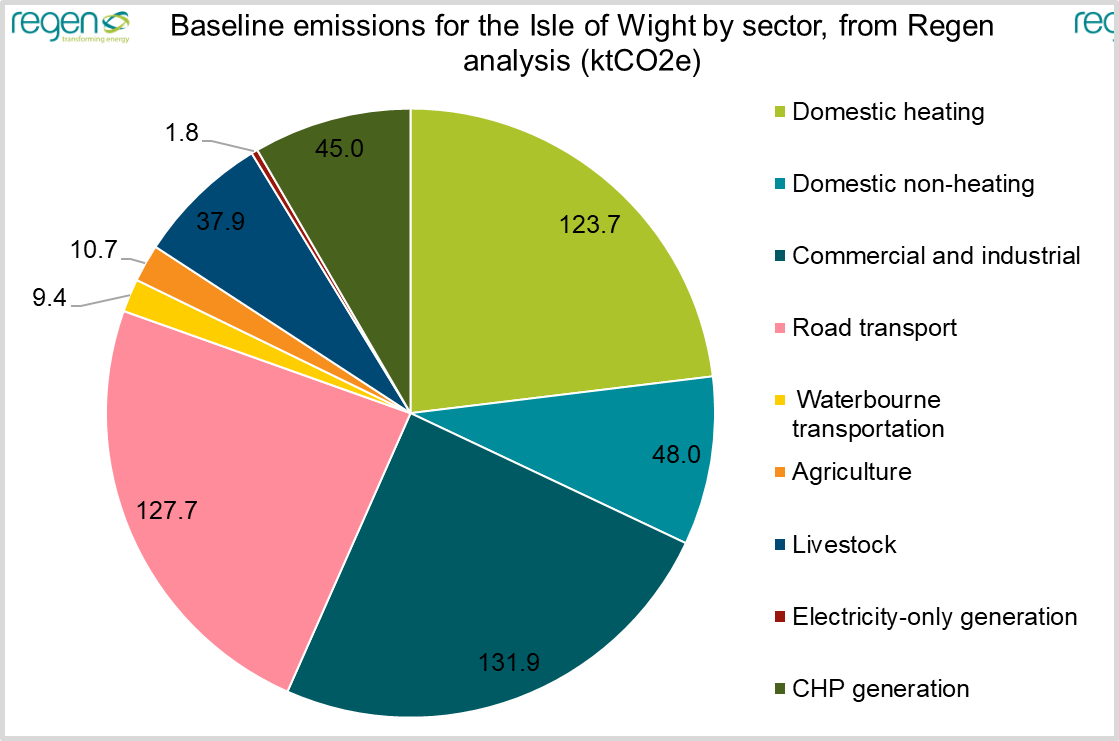 regen
transforming energy
Baseline emissions for the Isle of Wight by sector, from Regen
analysis (ktCO2e)
reg
1.8
45.0
123.7
37.9
10.7
9.4
48.0
127.7
131.9
Domestic heating
Domestic non-heating
Commercial and industrial
Road transport
Waterbourne
transportation
Agriculture
Livestock
Electricity-only generation
CHP generation